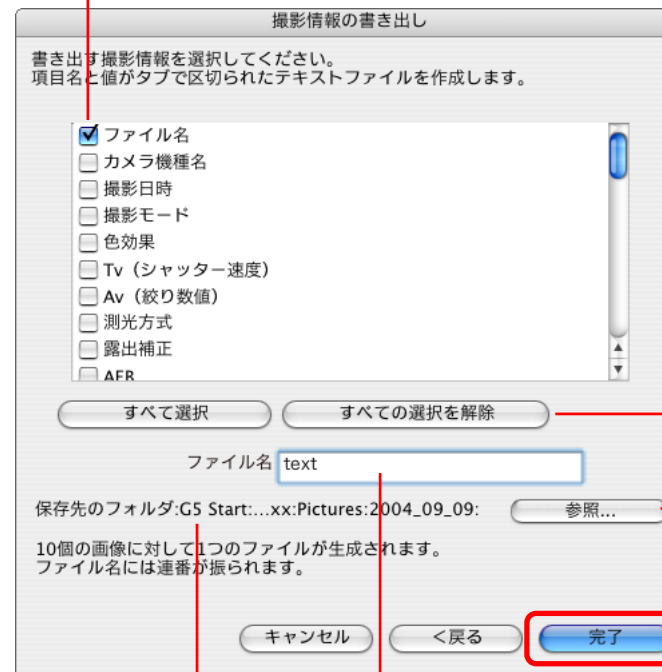 撮影情報の書き出し
書き出す撮影情報を選択してください。
項目名と値がタブで区切られたテキストファイルを作成します。
ファイル名
カメラ機種名
撮影日時
撮影モード
色効果
Tv（シャッター速度）
Av（絞り数値）
測光方式
露出補正
AEB
すべて選択
すべての選択を解除
ファイル名 text
保存先のフォルダ:G5 Start:...xx:Pictures:2004_09_09:
参照...
10個の画像に対して1つのファイルが生成されます。
ファイル名には連番が振られます。
キャンセル
<戻る
完了